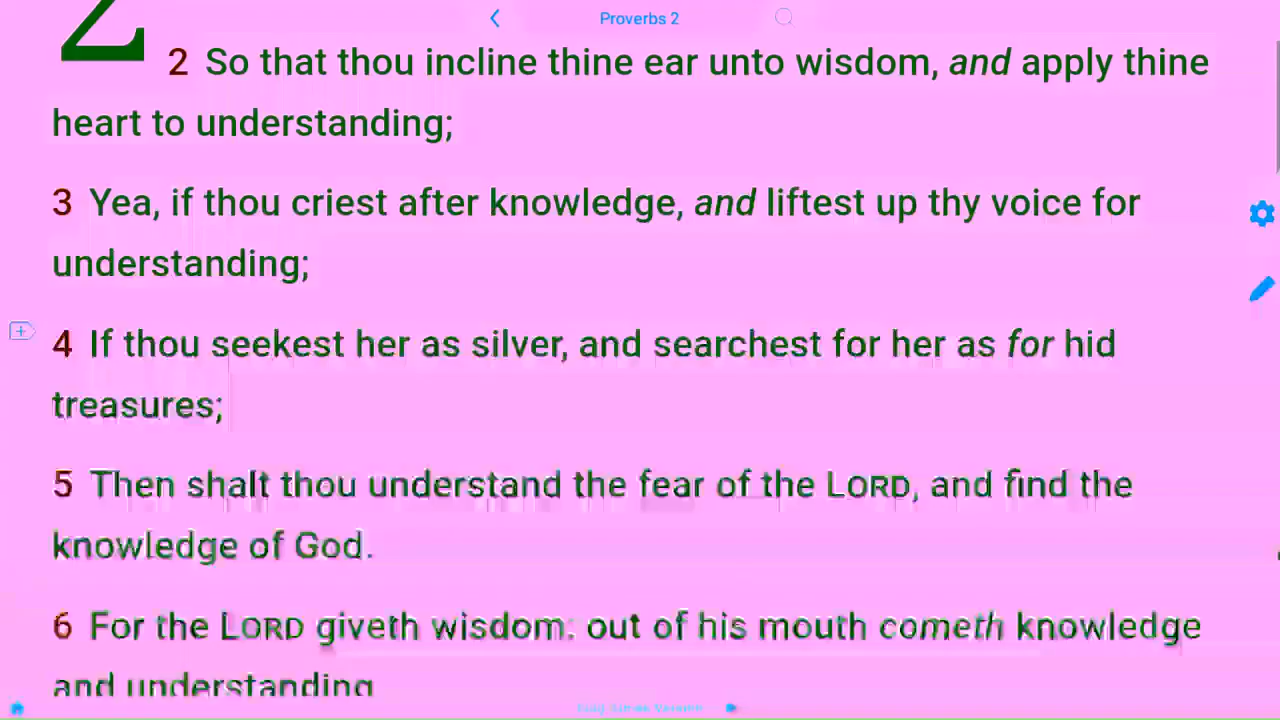 Proverbs 2
2
2 So that thou incline thine ear unto wisdom, and apply thine
heart to understanding;
3 Yea, if thou criest after knowledge, and liftest up thy voice for
understanding;
4 If thou seekest her as silver, and searchest for her as for hid
treasures;
5 Then shalt thou understand the fear of the LORD, and find the
knowledge of God.
6 For the LORD giveth wisdom: out of his mouth cometh knowledge
and understanding
King James Version